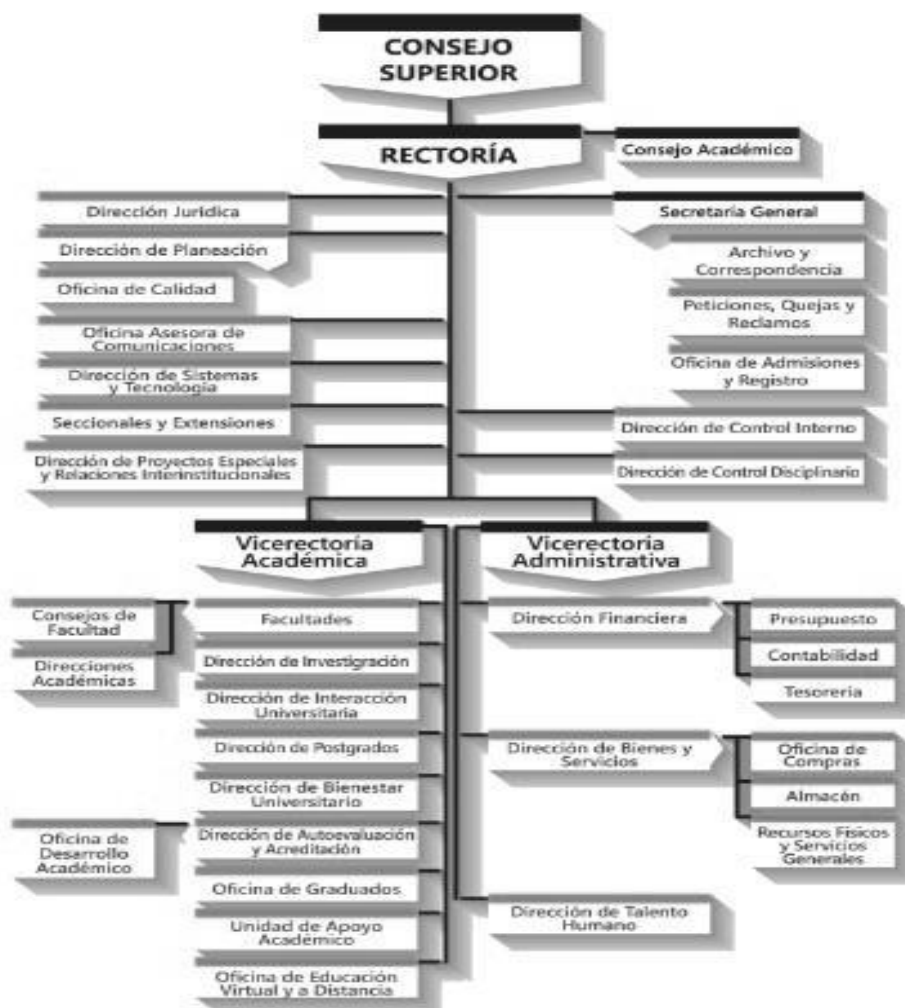 CONSEJO
SUPERIOR
RECTORÍA
Consejo Académico
Dirección Jurídica
Dirección de Planeación
Oficina de Calidad
Oficina Asesora de
Comunicaciones
Dirección de Sistemas
y Tecnología
Seccionales y Extensiones
Dirección de Proyectos Especiales
y Relaciones Interinstitucionales
Secretaria General
Archivo y
Correspondencia
Peticiones, Quejas y
Reclamos
Oficina de Admisiones
y Registro
Dirección de Control Interno
Dirección de Control Disciplinario
Vicerectoría
Académica
Vicerectoría
Administrativa
Consejos de
Facultad
Direcciones
Académicas
Facultades
Dirección de Investigración
Dirección de Interacción
Universitaria
Dirección de Postgrados
Dirección de Bienestar
Universitario
Oficina de
Desarrollo
Académico
Dirección de Autoevaluación
y Acreditación
Oficina de Graduados
Unidad de Apoyo
Académico
Oficina de Educación
Virtual y a Distancia
Dirección Financiera
Presupuesto
Contabilidad
Tesoreria
Dirección de Bienes y
Servicios
Oficina de
Compras
Almacén
Recursos Físicos
y Servicios
Generales
Dirección de Talento
Humano